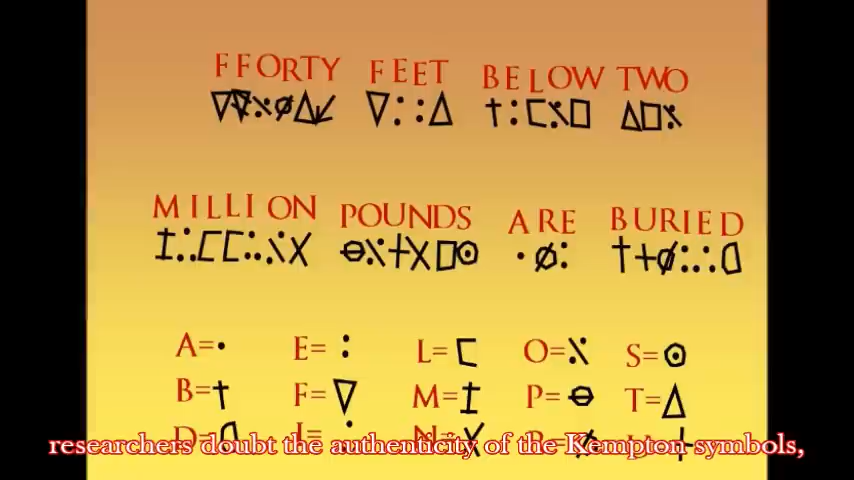 FFORTY FEET BELOW TWO
MILLION POUNDS ARE BURIED
A= E= L= O= S=
B= F= M= P= T=
D= I= N= R=
researchers doubt the authenticity of the Kempton symbols,